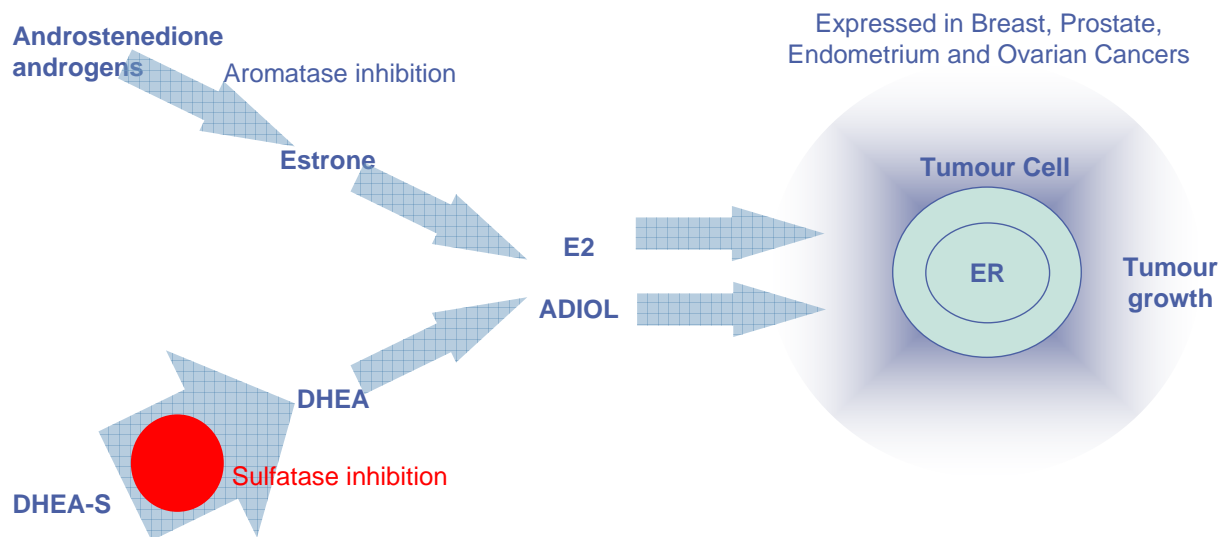 Androstenedione
androgens
Aromatase inhibition
Estrone
E2
ADIOL
DHEA
Sulfatase inhibition
DHEA-S
Expressed in Breast, Prostate,
Endometrium and Ovarian Cancers
Tumour Cell
ER
Tumour
growth